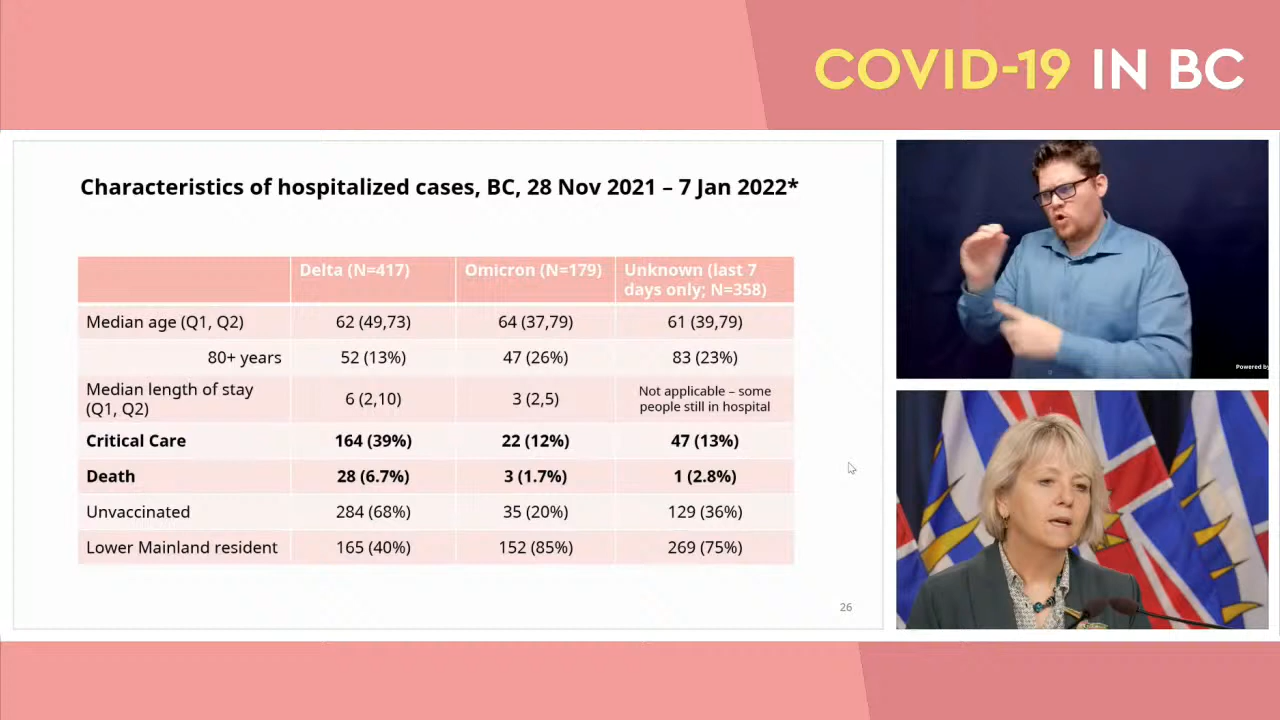 COVID-19 IN BC
Characteristics of hospitalized cases, BC, 28 Nov 2021 – 7 Jan 2022*
Delta (N=417) Omicron (N=179) Unknown (last 7
days only; N=358)
Median age (Q1, Q2) 62 (49,73) 64 (37,79) 61 (39,79)
80+ years 52 (13%) 47 (26%) 83 (23%)
Median length of stay
(Q1, Q2) 6 (2,10) 3 (2,5) Not applicable – some
people still in hospital
Critical Care 164 (39%) 22 (12%) 47 (13%)
Death 28 (6.7%) 3 (1.7%) 1 (2.8%)
Unvaccinated 284 (68%) 35 (20%) 129 (36%)
Lower Mainland resident 165 (40%) 152 (85%) 269 (75%)
26
Powered by